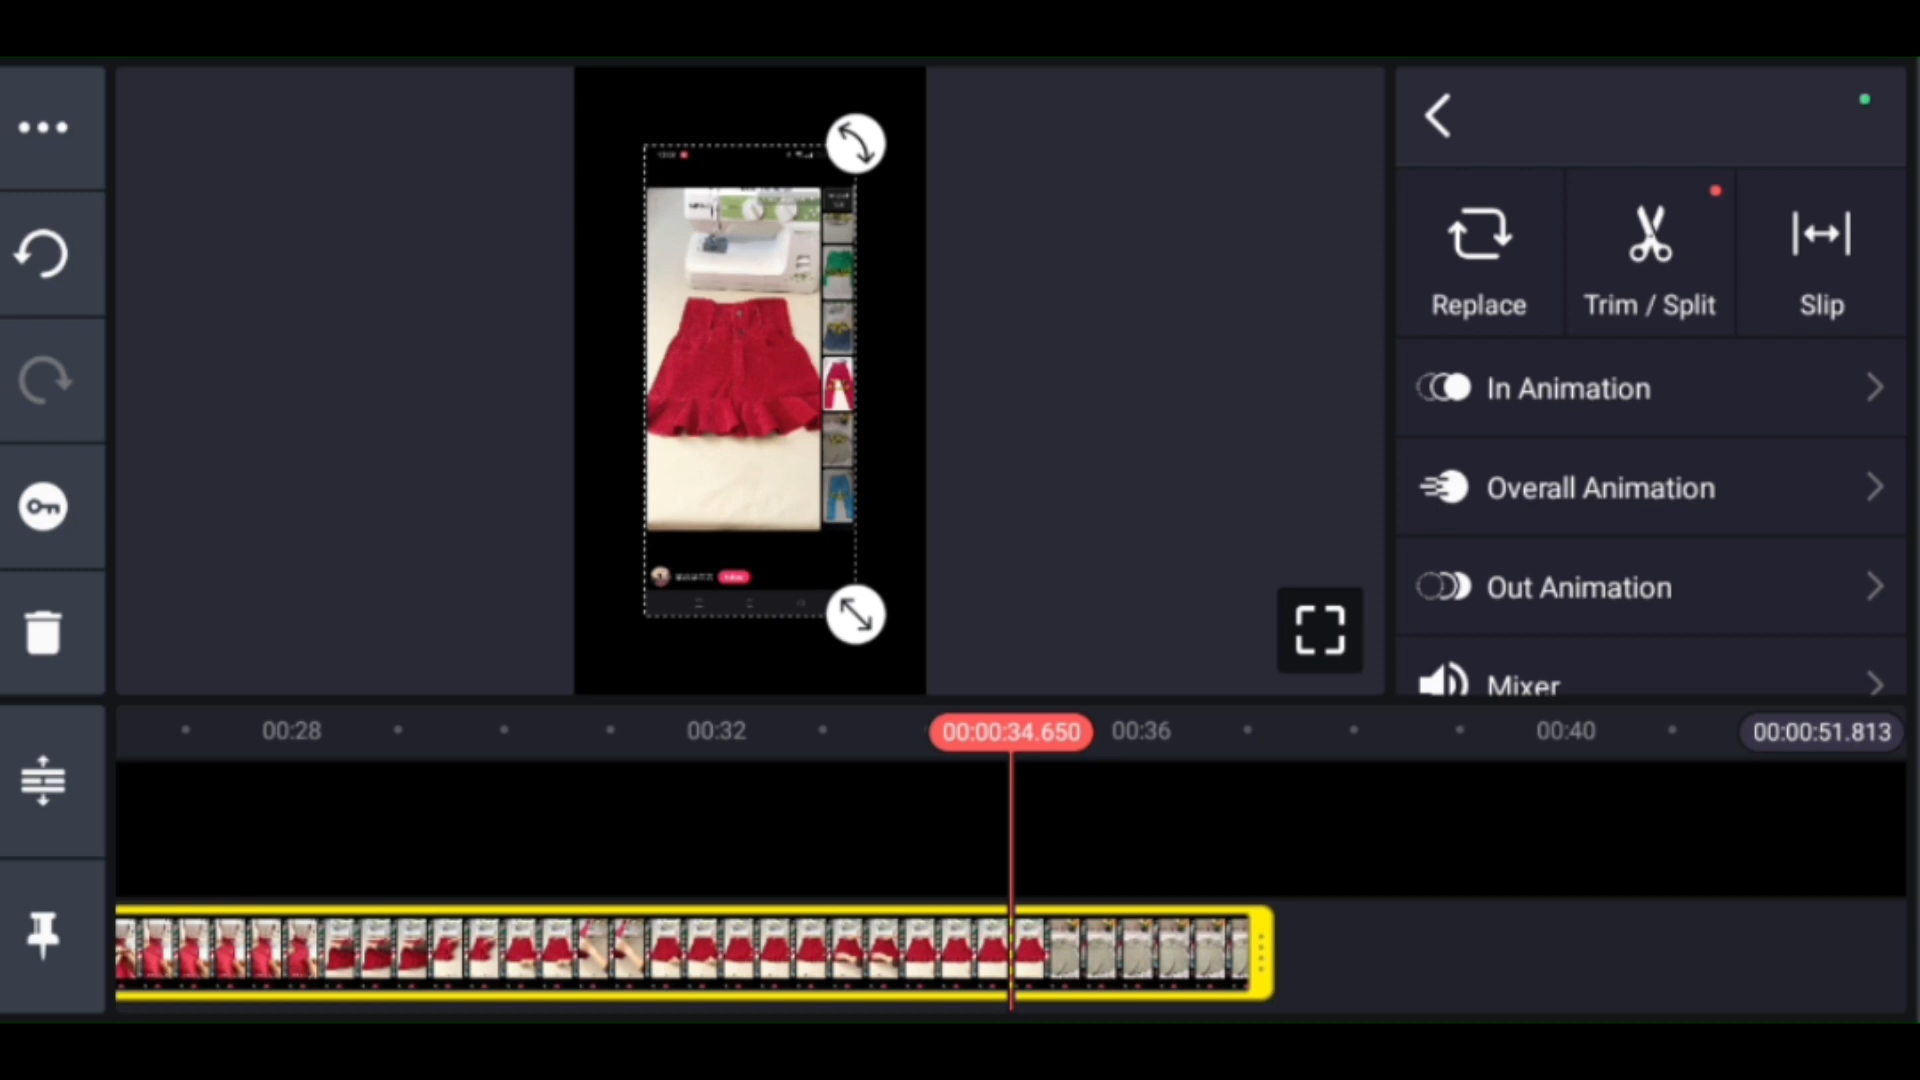 Replace
Trim / Split
Slip
In Animation
Overall Animation
Out Animation
Mixer
00:28
00:32
00:00:34.650
00:36
00:40
00:00:51.813